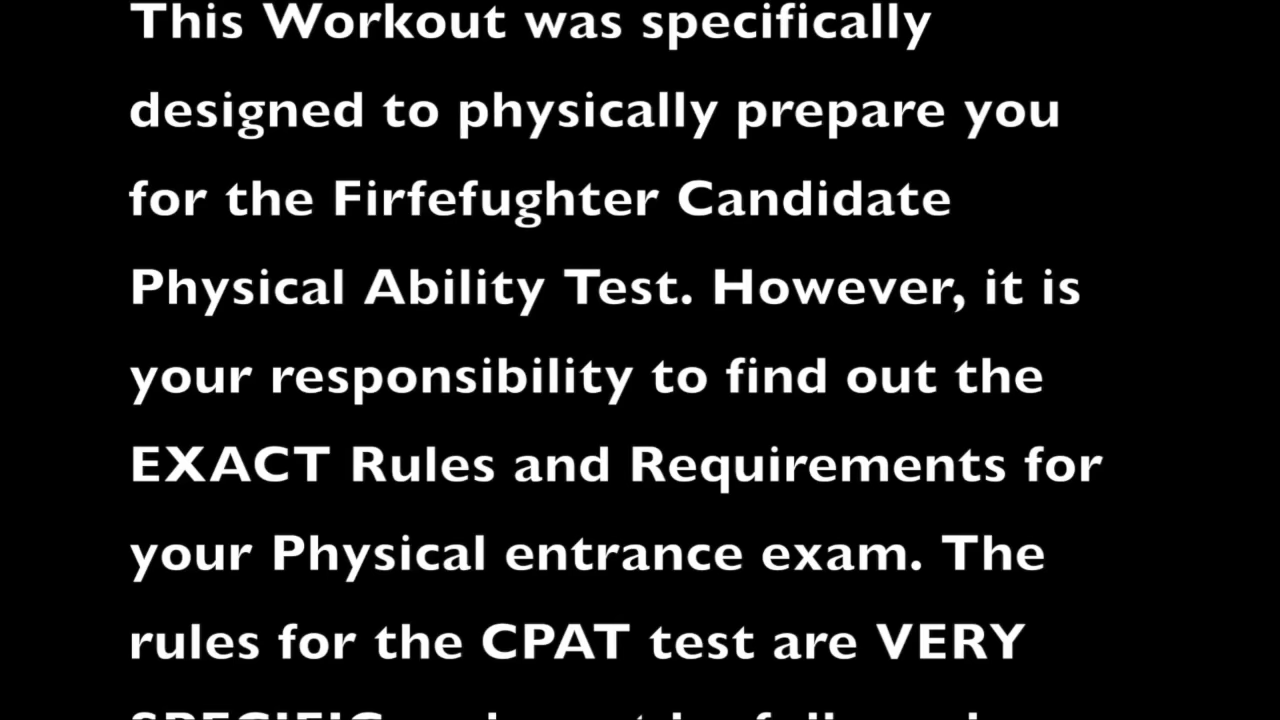 This Workout was specifically
designed to physically prepare you
for the Firfefughter Candidate
Physical Ability Test. However, it is
your responsibility to find out the
EXACT Rules and Requirements for
your Physical entrance exam. The
rules for the CPAT test are VERY
SPECIFIC